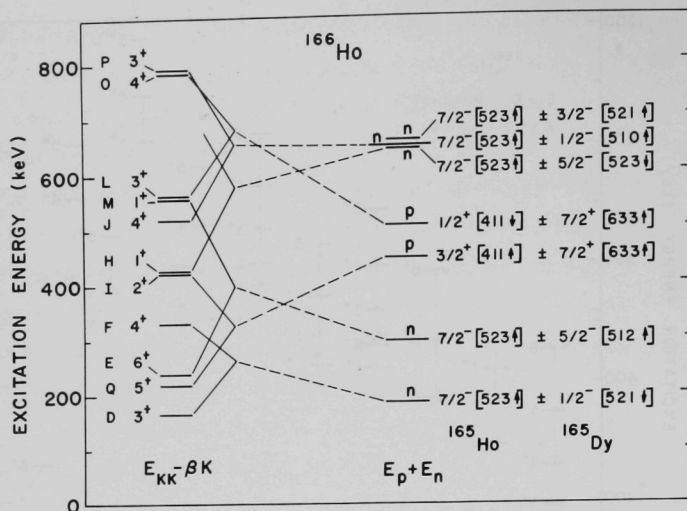 166Ho
EXCITATION ENERGY (keV)
800
600
400
200
0
P 3+
O 4+
L 3+
M 1+
J 4+
H 1+
I 2+
F 4+
E 6+
Q 5+
D 3+
n 7/2− [523↑] ± 3/2− [521↑]
n 7/2− [523↑] ± 1/2− [510↑]
n 7/2− [523↑] ± 5/2− [523↓]
p 1/2+ [411↓] ± 7/2+ [633↑]
p 3/2+ [411↑] ± 7/2+ [633↑]
n 7/2− [523↑] ± 5/2− [512↑]
n 7/2− [523↑] ± 1/2− [521↓]
165Ho 165Dy
EKK−βK Ep+En